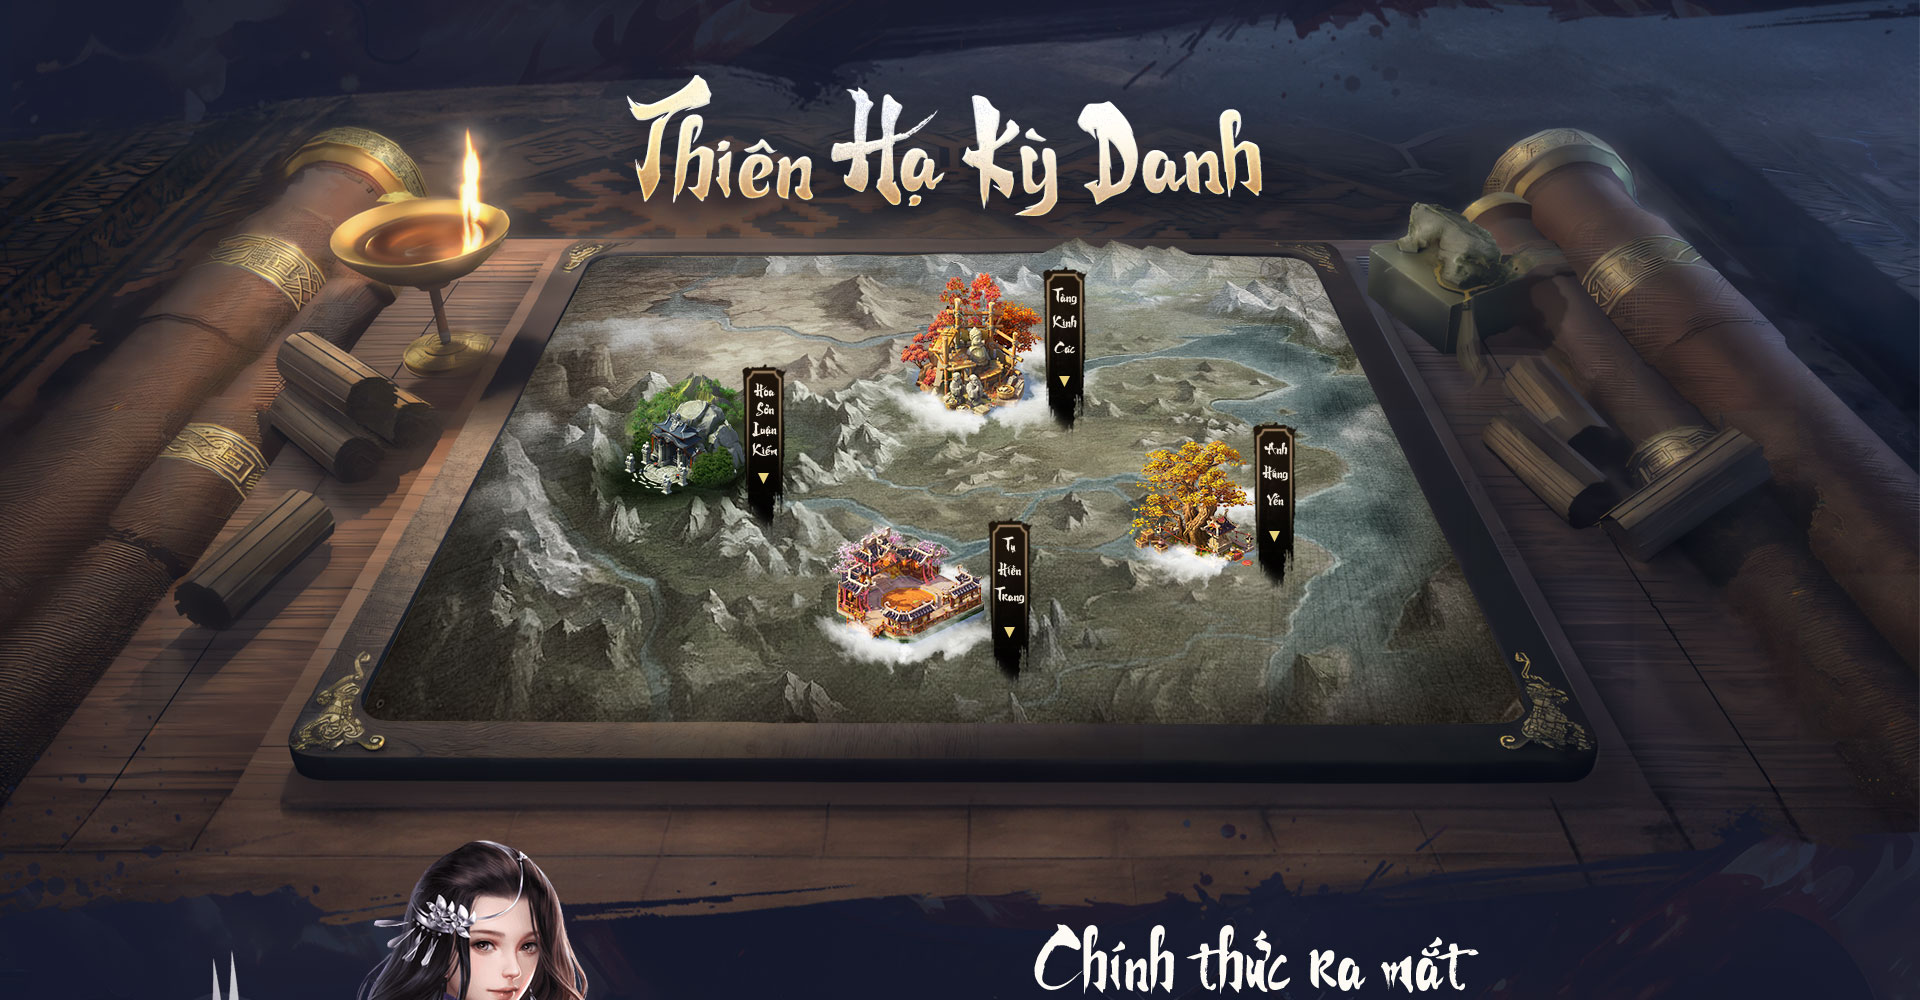 Thiên Hạ Kỳ Danh
Tàng
Kinh
Các
Hoa
Sơn
Luận
Kiếm
Anh
Hùng
Yến
Tụ
Hiền
Trang
Chính thức ra mắt